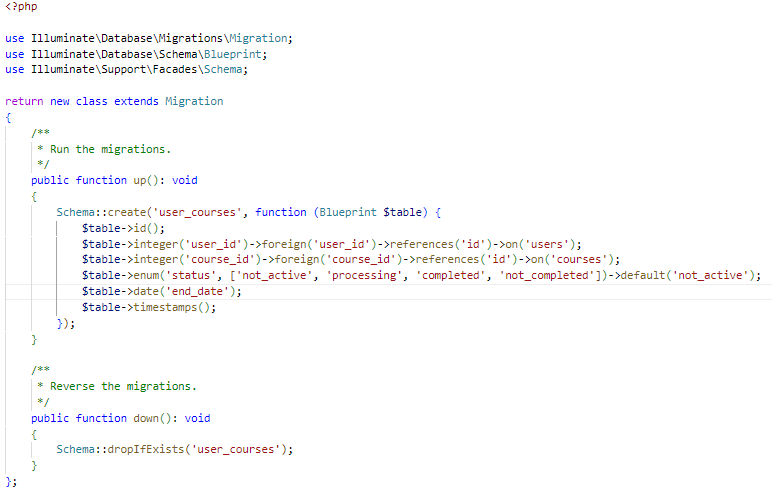 <?php
use Illuminate\Database\Migrations\Migration;
use Illuminate\Database\Schema\Blueprint;
use Illuminate\Support\Facades\Schema;
return new class extends Migration
{
/**
* Run the migrations.
*/
public function up(): void
{
Schema::create('user_courses', function (Blueprint $table) {
$table->id();
$table->integer('user_id')->foreign('user_id')->references('id')->on('users');
$table->integer('course_id')->foreign('course_id')->references('id')->on('courses');
$table->enum('status', ['not_active', 'processing', 'completed', 'not_completed'])->default('not_active');
$table->date('end_date');
$table->timestamps();
});
}
/**
* Reverse the migrations.
*/
public function down(): void
{
Schema::dropIfExists('user_courses');
}
};